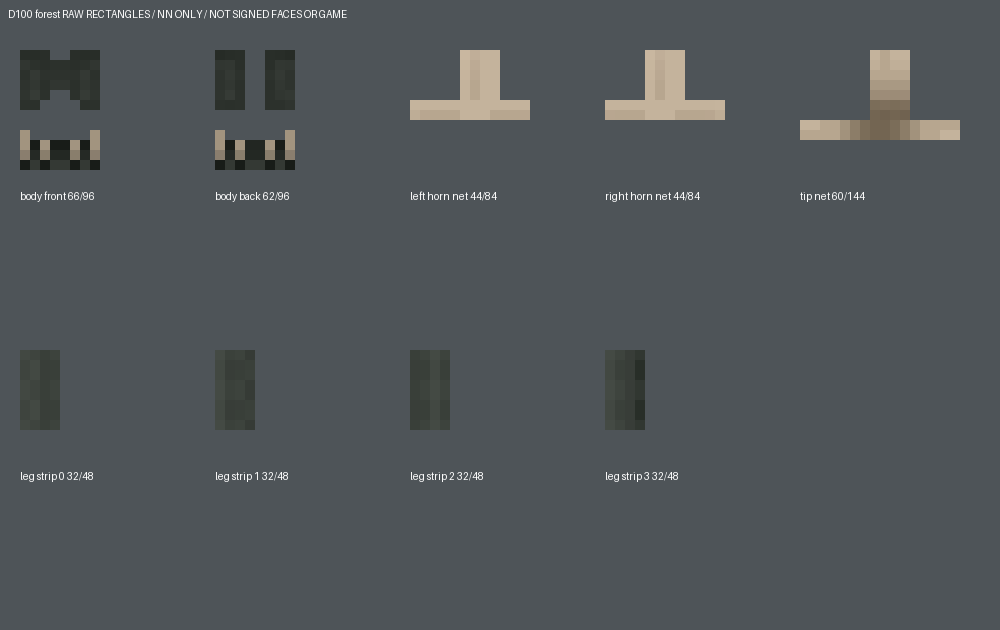 D100 forest RAW RECTANGLES / NN ONLY / NOT SIGNED FACES OR GAME
body front 66/96
body back 62/96
left horn net 44/84
right horn net 44/84
tip net 60/144
leg strip 0 32/48
leg strip 1 32/48
leg strip 2 32/48
leg strip 3 32/48